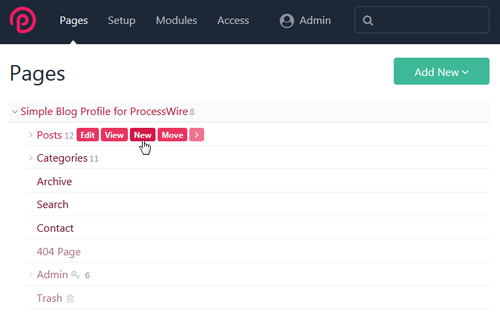 Pages Setup Modules Access Admin
Pages
Add New
Simple Blog Profile for ProcessWire 8
Posts 12 Edit View New Move
Categories 11
Archive
Search
Contact
404 Page
Admin 6
Trash